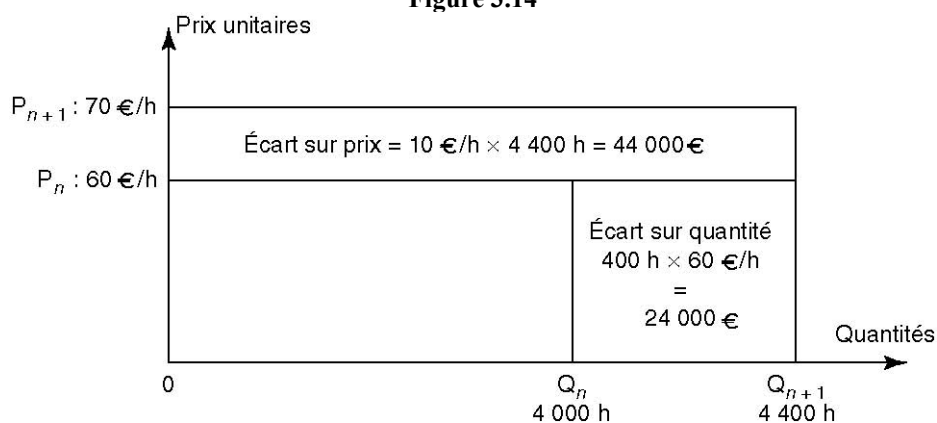 Figure 5.14
Prix unitaires
P n + 1 : 70 €/h
Écart sur prix = 10 €/h × 4 400 h = 44 000 €
P n : 60 €/h
Écart sur quantité
400 h × 60 €/h
=
24 000 €
Quantités
0
Q n
Q n + 1
4 000 h
4 400 h